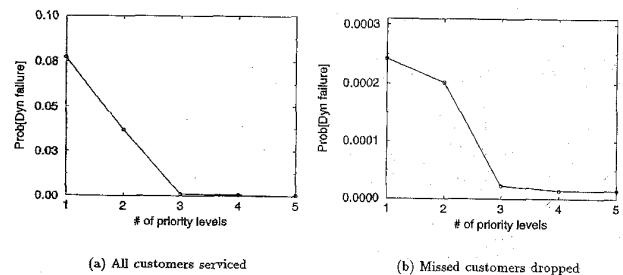 0.10
0.08
0.05
0.03
0.00
Prob[Dyn failure]
1 2 3 4 5
# of priority levels
(a) All customers serviced
0.0003
0.0002
0.0001
0.0000
Prob[Dyn failure]
1 2 3 4 5
# of priority levels
(b) Missed customers dropped